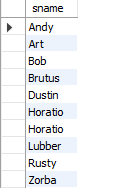 sname
Andy
Art
Bob
Brutus
Dustin
Horatio
Horatio
Lubber
Rusty
Zorba